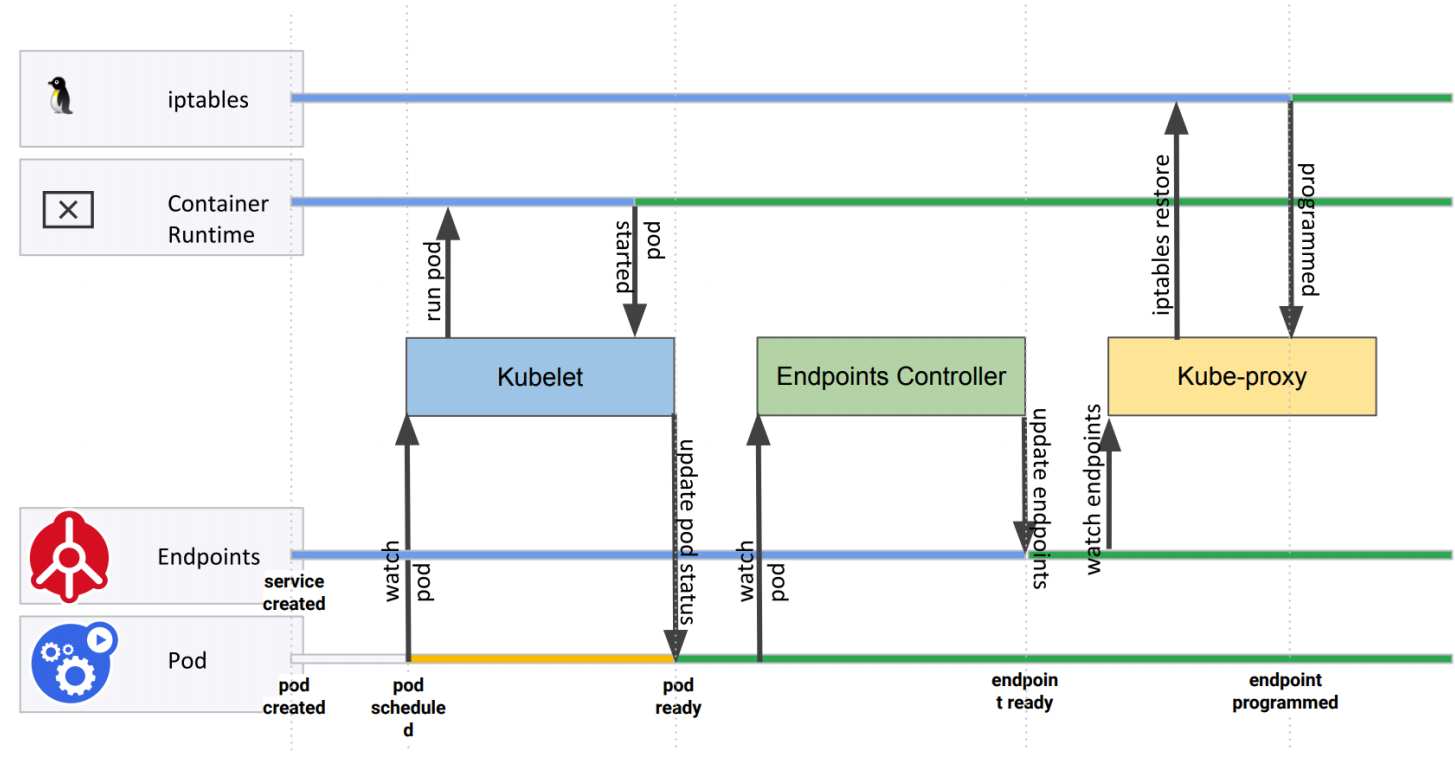 iptables
Container
Runtime
iptables restore
programmed
run pod
pod
started
Kubelet
Endpoints Controller
Kube-proxy
update pod status
update endpoints
watch endpoints
watch
pod
watch
pod
Endpoints
service
created
Pod
pod
created
pod
schedule
d
pod
ready
endpoin
t ready
endpoint
programmed